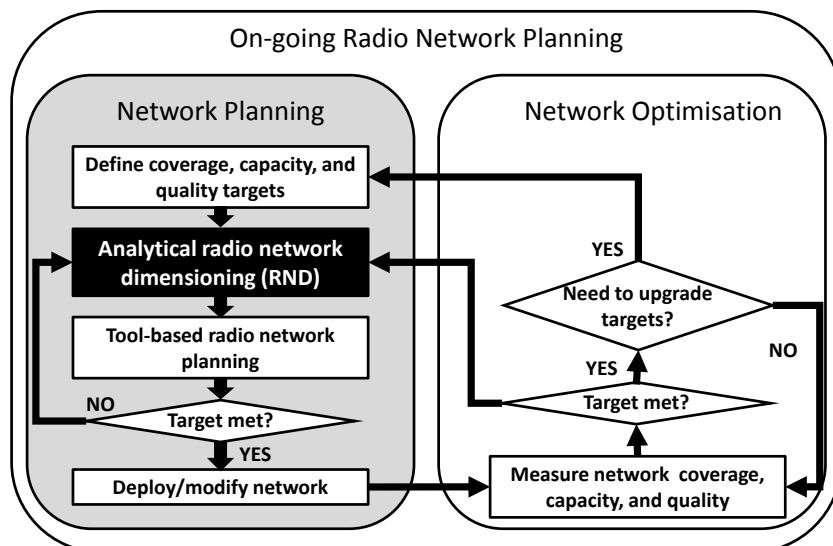 On-going Radio Network Planning
Network Planning
Define coverage, capacity, and
quality targets
Analytical radio network
dimensioning (RND)
Tool-based radio network
planning
NO
Target met?
YES
Deploy/modify network
Network Optimisation
YES
Need to upgrade
targets?
NO
YES
Target met?
Measure network coverage,
capacity, and quality